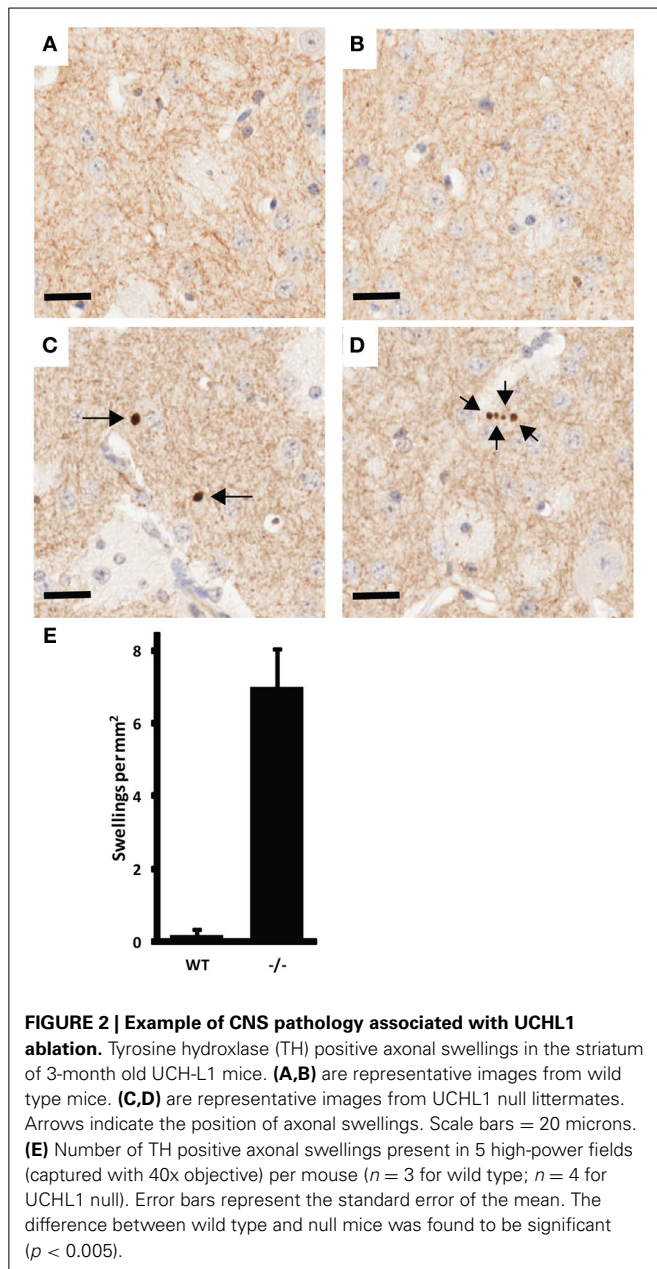 A
B
C
D
E
8
6
4
2
0
Swellings per mm²
WT
-/-
FIGURE 2 | Example of CNS pathology associated with UCHL1
ablation. Tyrosine hydroxlase (TH) positive axonal swellings in the striatum
of 3-month old UCH-L1 mice. (A,B) are representative images from wild
type mice. (C,D) are representative images from UCHL1 null littermates.
Arrows indicate the position of axonal swellings. Scale bars = 20 microns.
(E) Number of TH positive axonal swellings present in 5 high-power fields
(captured with 40x objective) per mouse (n = 3 for wild type; n = 4 for
UCHL1 null). Error bars represent the standard error of the mean. The
difference between wild type and null mice was found to be significant
(p < 0.005).